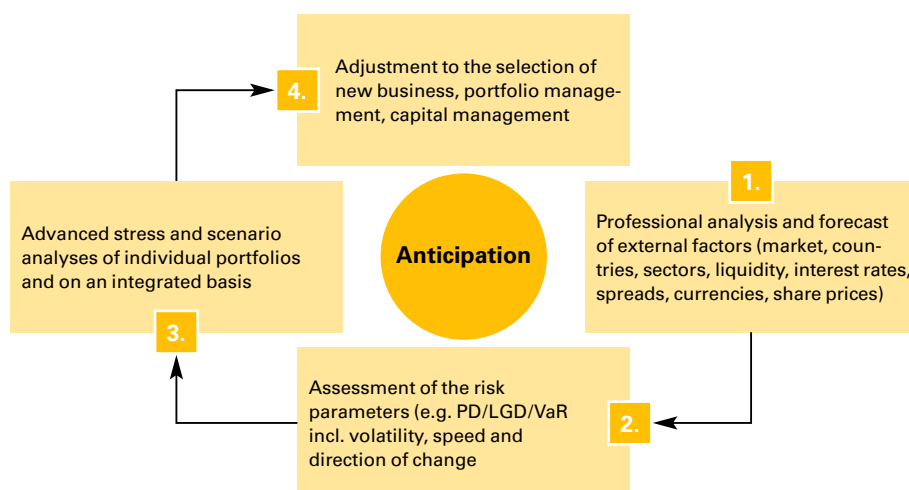 4.
Adjustment to the selection of
new business, portfolio manage-
ment, capital management
1.
Professional analysis and forecast
of external factors (market, coun-
tries, sectors, liquidity, interest rates,
spreads, currencies, share prices)
Anticipation
Advanced stress and scenario
analyses of individual portfolios
and on an integrated basis
3.
2.
Assessment of the risk
parameters (e.g. PD/LGD/VaR
incl. volatility, speed and
direction of change